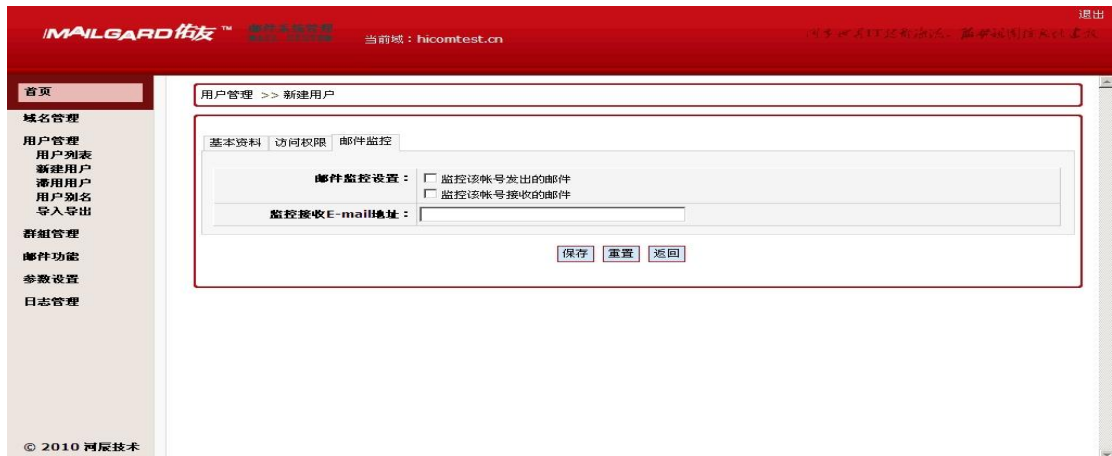 退出
MAILGARD佑友™
当前域：hicomtest.cn
首页
域名管理
用户管理
用户列表
新建用户
滞用用户
用户别名
导入导出
群组管理
邮件功能
参数设置
日志管理
© 2010 河辰技术
用户管理 >> 新建用户
基本资料 访问权限 邮件监控
邮件监控设置：
监控该帐号发出的邮件
监控该帐号接收的邮件
监控接收E-mail地址：
保存 重置 返回